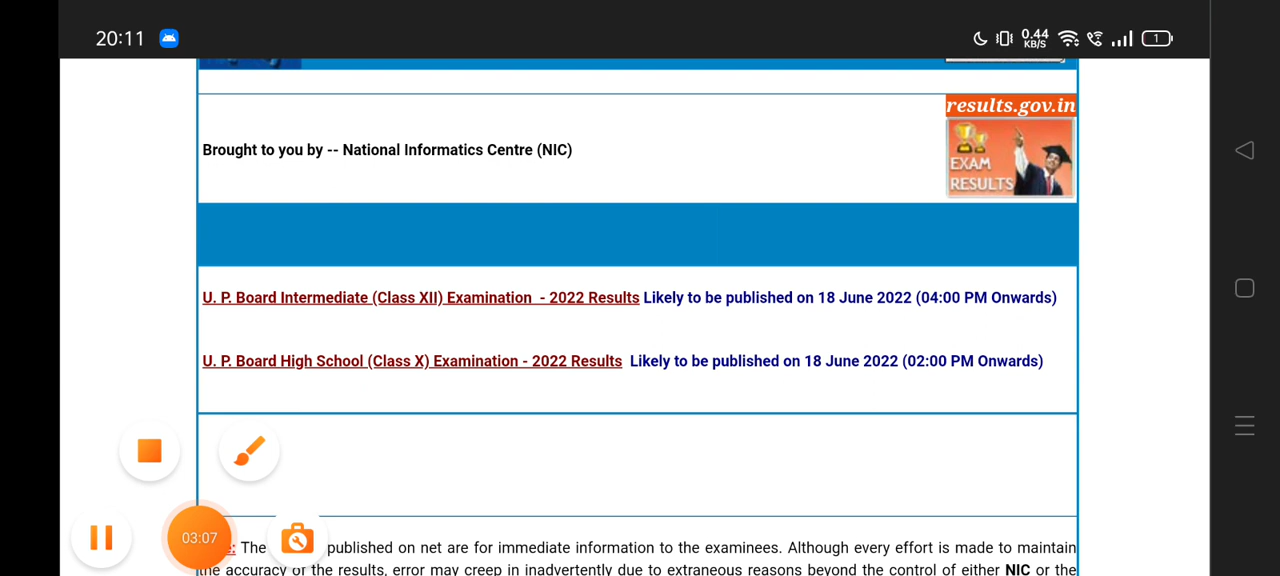 20:11
0.44
KB/S
1
results.gov.in
Brought to you by -- National Informatics Centre (NIC)
EXAM
RESULTS
U. P. Board Intermediate (Class XII) Examination - 2022 Results Likely to be published on 18 June 2022 (04:00 PM Onwards)
U. P. Board High School (Class X) Examination - 2022 Results Likely to be published on 18 June 2022 (02:00 PM Onwards)
03:07
: The published on net are for immediate information to the examinees. Although every effort is made to maintain
the accuracy of the results, error may creep in inadvertently due to extraneous reasons beyond the control of either NIC or the